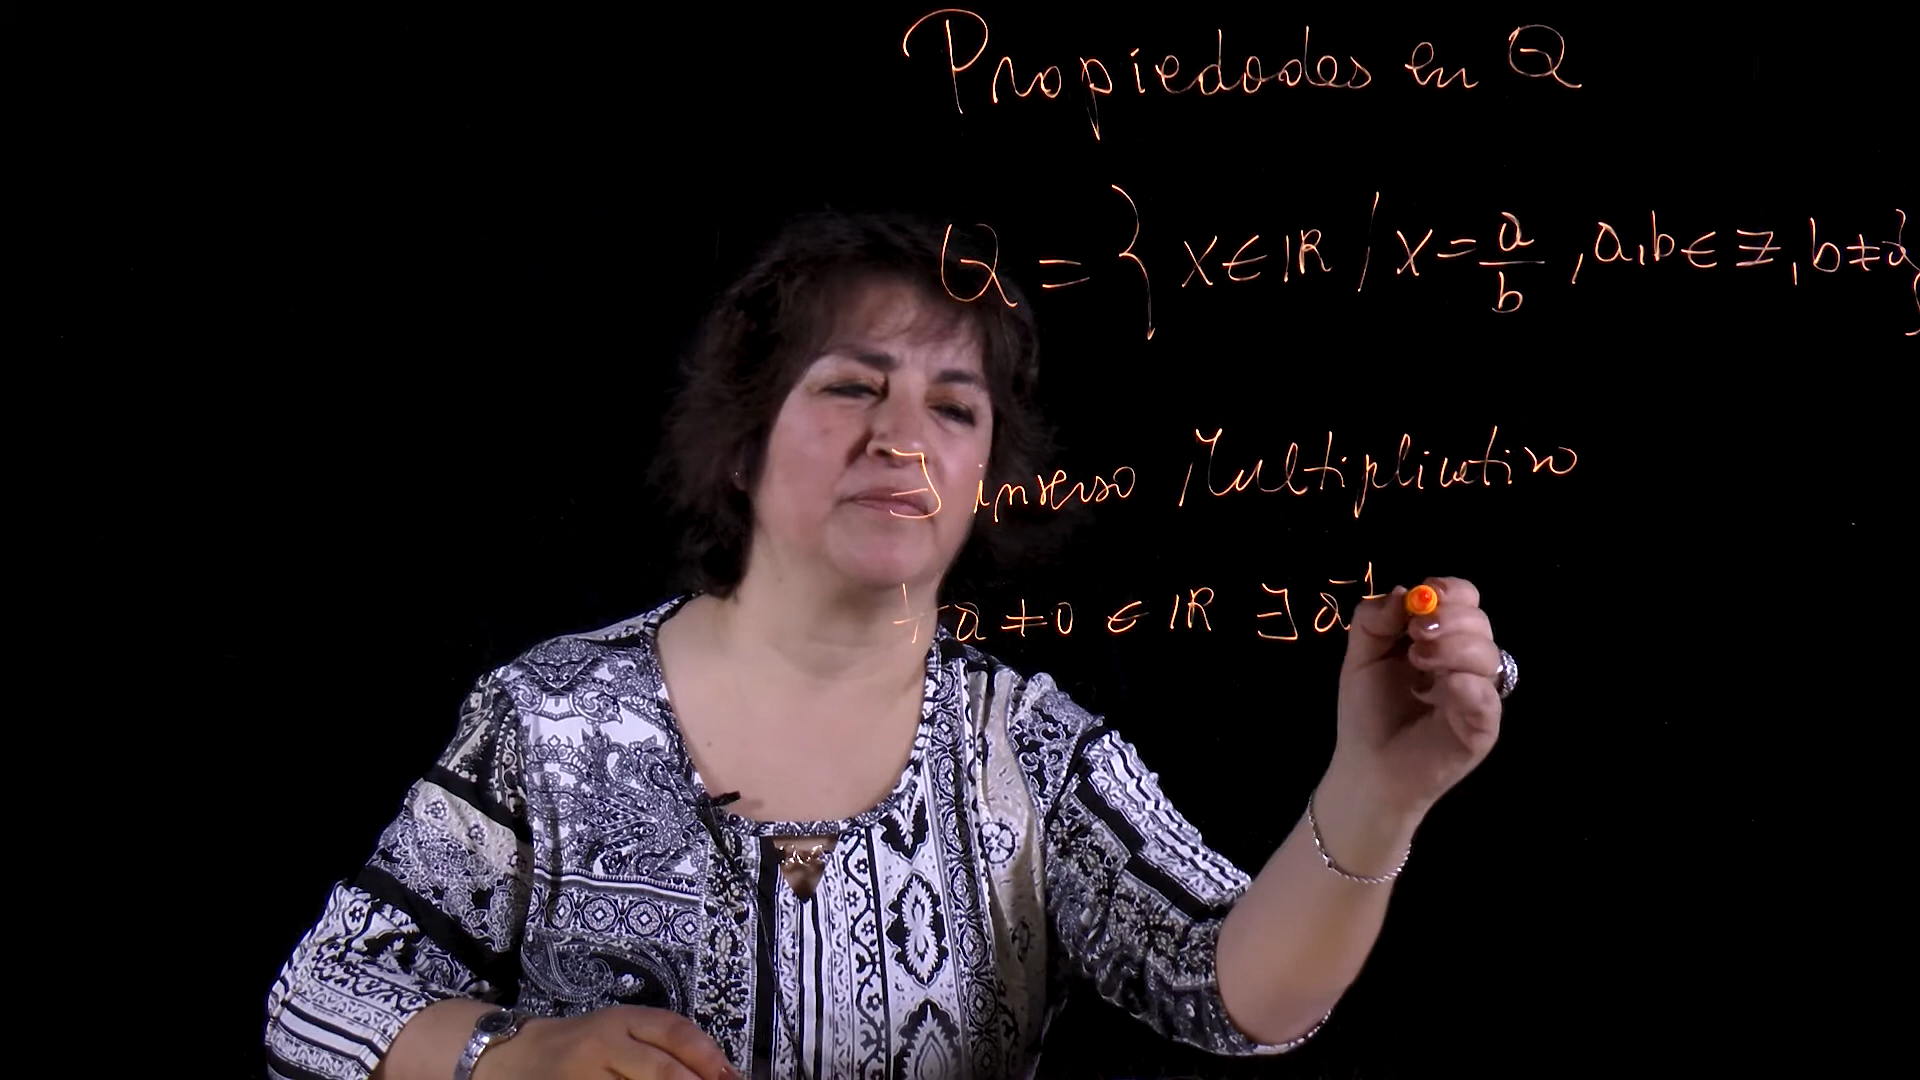 Propiedades en Q
Q = { x ∈ IR / x = a/b , a, b ∈ Z, b ≠ 0 }
∃ inverso Multiplicativo
∀ a ≠ 0 ∈ IR ∃ a⁻¹